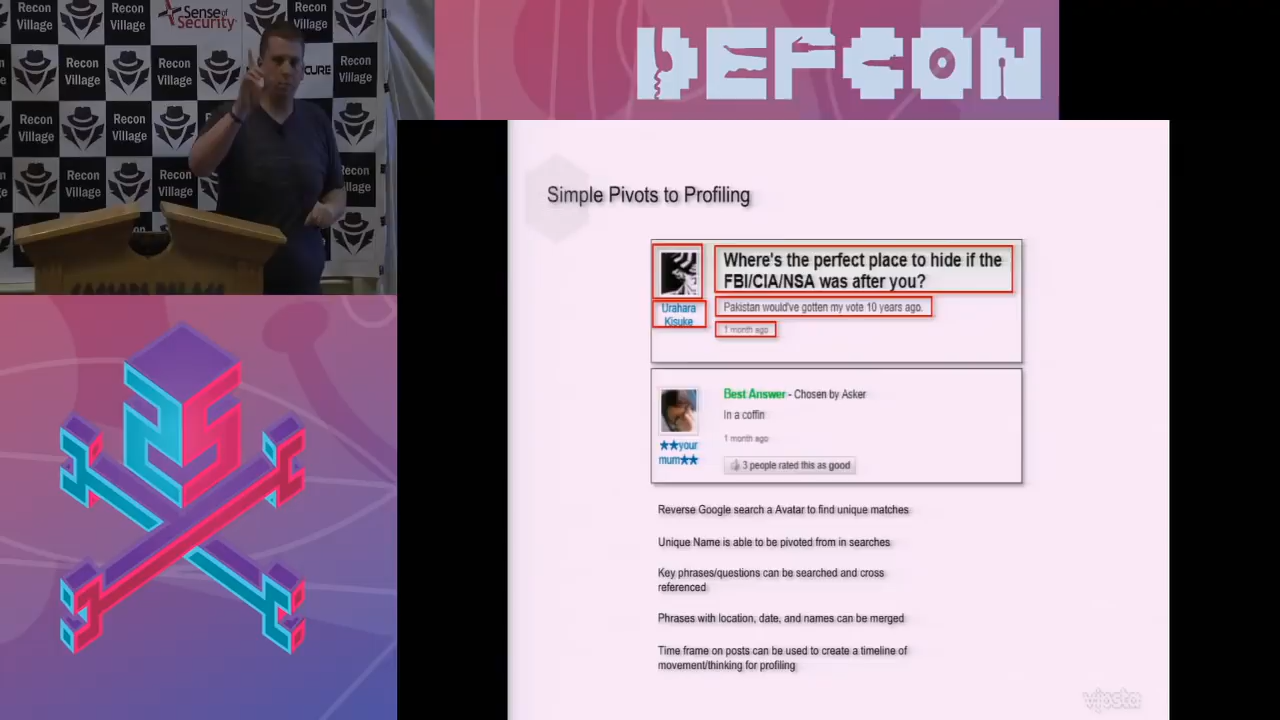 Recon
Village
Sense of
Security
Recon
Village
Recon
Village
CURE
Recon
Village
Recon
Village
Recon
Village
Recon
Village
Recon
Village
Recon
Village
CAESARS PALACE
DEFCON
Simple Pivots to Profiling
Where's the perfect place to hide if the
FBI/CIA/NSA was after you?
Pakistan would've gotten my vote 10 years ago.
1 month ago
Urahara
Kisuke
Best Answer - Chosen by Asker
In a coffin
1 month ago
★★your
mum★★
3 people rated this as good
Reverse Google search a Avatar to find unique matches
Unique Name is able to be pivoted from in searches
Key phrases/questions can be searched and cross
referenced
Phrases with location, date, and names can be merged
Time frame on posts can be used to create a timeline of
movement/thinking for profiling